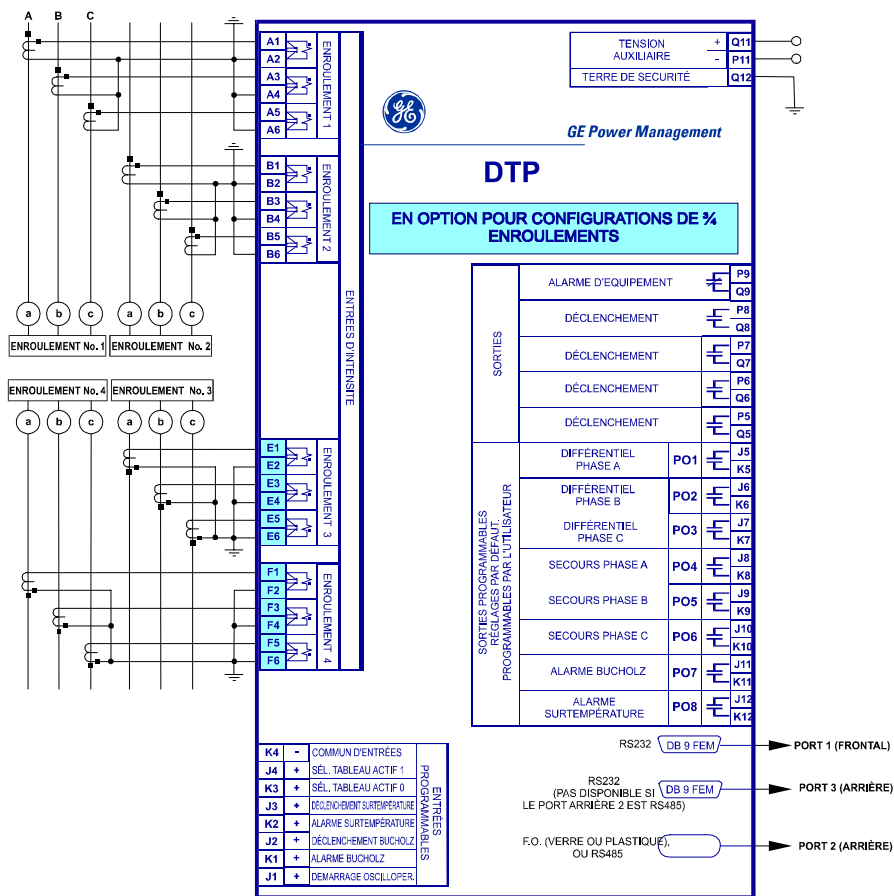 A B C
A1
A2
A3
A4
A5
A6
ENROULEMENT 1
B1
B2
B3
B4
B5
B6
ENROULEMENT 2
ENTREES D'INTENSITE
a b c a b c
ENROULEMENT No. 1 ENROULEMENT No. 2
ENROULEMENT No. 4 ENROULEMENT No. 3
a b c a b c
E1
E2
E3
E4
E5
E6
ENROULEMENT 3
F1
F2
F3
F4
F5
F6
ENROULEMENT 4
TENSION + Q11
AUXILIAIRE - P11
TERRE DE SECURITÉ Q12
GE
GE Power Management
DTP
EN OPTION POUR CONFIGURATIONS DE ¾
ENROULEMENTS
SORTIES
ALARME D'EQUIPEMENT P9
Q9
DÉCLENCHEMENT P8
Q8
DÉCLENCHEMENT P7
Q7
DÉCLENCHEMENT P6
Q6
DÉCLENCHEMENT P5
Q5
SORTIES PROGRAMMABLES
RÉGLAGES PAR DÉFAUT.
PROGRAMMABLES PAR L'UTILISATEUR
DIFFÉRENTIEL
PHASE A PO1 J5
K5
DIFFÉRENTIEL
PHASE B PO2 J6
K6
DIFFÉRENTIEL
PHASE C PO3 J7
K7
SECOURS PHASE A PO4 J8
K8
SECOURS PHASE B PO5 J9
K9
SECOURS PHASE C PO6 J10
K10
ALARME BUCHOLZ PO7 J11
K11
ALARME
SURTEMPÉRATURE PO8 J12
K12
K4 - COMMUN D'ENTRÉES
J4 + SÉL. TABLEAU ACTIF 1
K3 + SÉL. TABLEAU ACTIF 0
J3 + DÉCLENCHEMENT SURTEMPÉRATURE
K2 + ALARME SURTEMPÉRATURE
J2 + DÉCLENCHEMENT BUCHOLZ
K1 + ALARME BUCHOLZ
J1 + DEMARRAGE OSCILLOPER.
ENTRÉES
PROGRAMMABLES
RS232 DB 9 FEM PORT 1 (FRONTAL)
RS232
(PAS DISPONIBLE SI
LE PORT ARRIÈRE 2 EST RS485)
DB 9 FEM PORT 3 (ARRIÈRE)
F.O. (VERRE OU PLASTIQUE),
OU RS485
PORT 2 (ARRIÈRE)